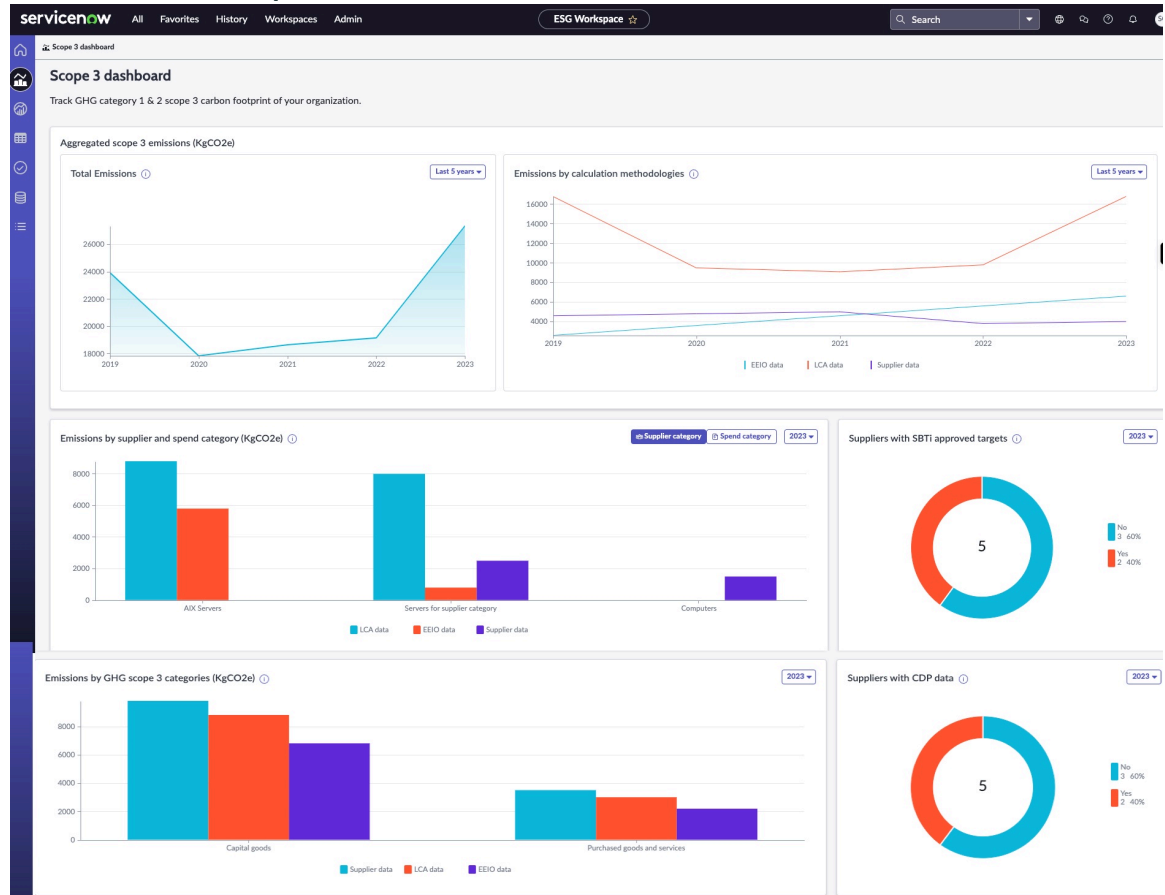 servicenow All Favorites History Workspaces Admin ESG Workspace Search
Scope 3 dashboard
Scope 3 dashboard
Track GHG category 1 & 2 scope 3 carbon footprint of your organization.
Aggregated scope 3 emissions (KgCO2e)
Total Emissions Last 5 years
26000
24000
22000
20000
18000
2019 2020 2021 2022 2023
Emissions by calculation methodologies Last 5 years
16000
14000
12000
10000
8000
6000
4000
2019 2020 2021 2022 2023
EEIO data LCA data Supplier data
Emissions by supplier and spend category (KgCO2e) Supplier category Spend category 2023
8000
6000
4000
2000
0
AIX Servers Servers for supplier category Computers
LCA data EEIO data Supplier data
Suppliers with SBTi approved targets 2023
5
No
3 60%
Yes
2 40%
Emissions by GHG scope 3 categories (KgCO2e) 2023
8000
6000
4000
2000
0
Capital goods Purchased goods and services
Supplier data LCA data EEIO data
Suppliers with CDP data 2023
5
No
3 60%
Yes
2 40%